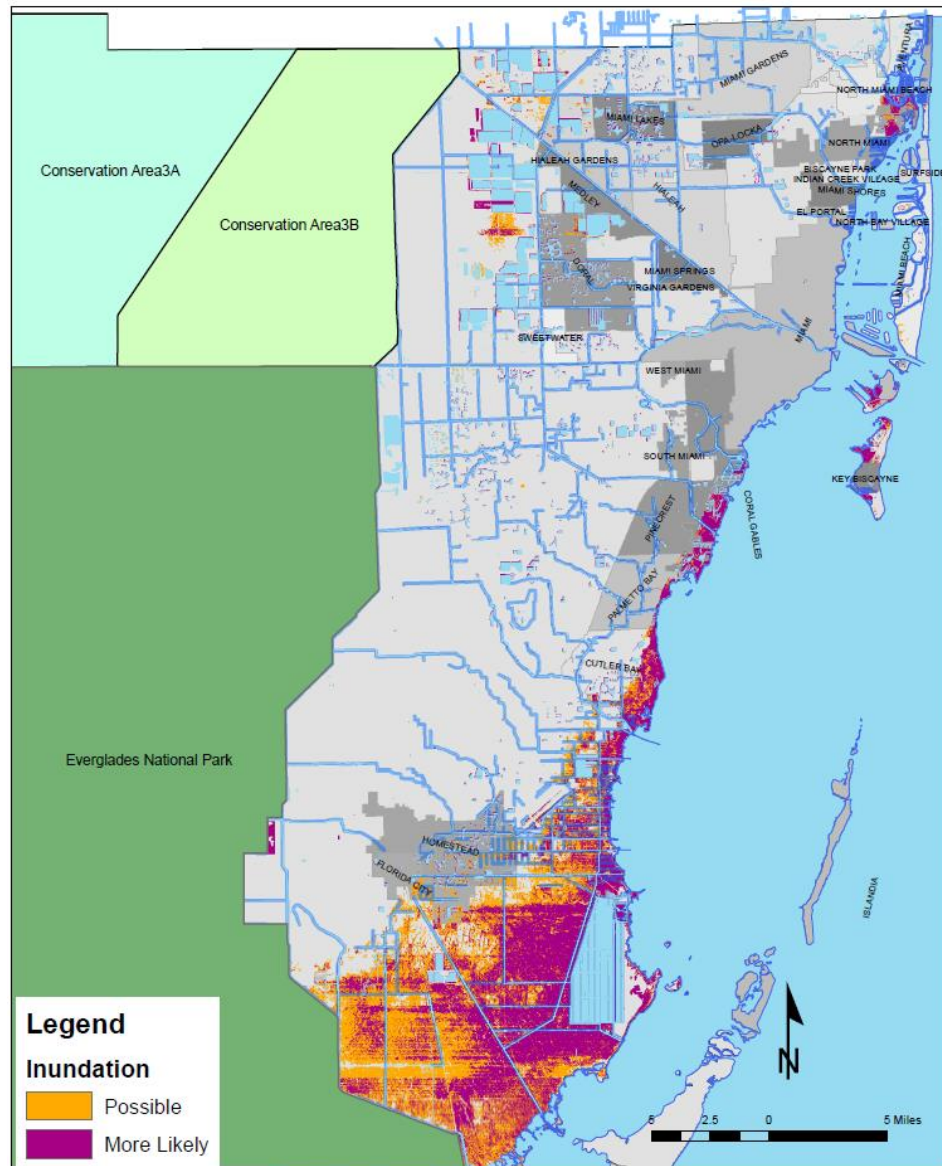 AVENTURA
MIAMI GARDENS
NORTH MIAMI BEACH
MIAMI LAKES
OPA-LOCKA
NORTH MIAMI
HIALEAH GARDENS
BISCAYNE PARK
Conservation Area3A
INDIAN CREEK VILLAGE
SURFSIDE
MEDLEY
HIALEAH
MIAMI SHORES
EL PORTAL
Conservation Area3B
NORTH BAY VILLAGE
DORAL
MIAMI SPRINGS
MIAMI BEACH
VIRGINIA GARDENS
SWEETWATER
MIAMI
WEST MIAMI
SOUTH MIAMI
KEY BISCAYNE
PINECREST
CORAL GABLES
PALMETTO BAY
CUTLER BAY
Everglades National Park
HOMESTEAD
FLORIDA CITY
ISLANDIA
Legend
Inundation
Possible
More Likely
N
5 2.5 0 5 Miles